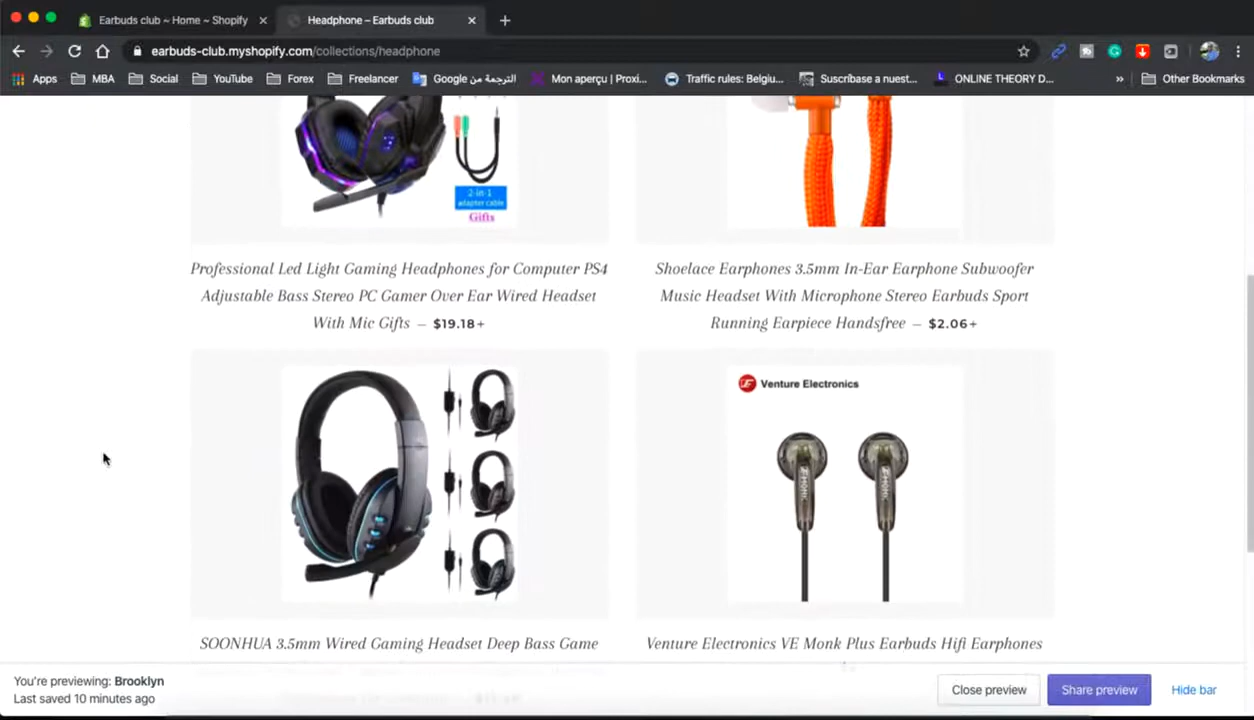 Earbuds club ~ Home ~ Shopify
Headphone – Earbuds club
earbuds-club.myshopify.com/collections/headphone
Apps
MBA
Social
YouTube
Forex
Freelancer
الترجمة من Google
Mon aperçu | Proxi...
Traffic rules: Belgiu...
Suscríbase a nuest...
ONLINE THEORY D...
»
Other Bookmarks
2-in-1
adapter cable
Gifts
Professional Led Light Gaming Headphones for Computer PS4
Adjustable Bass Stereo PC Gamer Over Ear Wired Headset
With Mic Gifts – $19.18+
Shoelace Earphones 3.5mm In-Ear Earphone Subwoofer
Music Headset With Microphone Stereo Earbuds Sport
Running Earpiece Handsfree – $2.06+
Venture Electronics
SOONHUA 3.5mm Wired Gaming Headset Deep Bass Game
Venture Electronics VE Monk Plus Earbuds Hifi Earphones
You're previewing: Brooklyn
Last saved 10 minutes ago
Close preview
Share preview
Hide bar